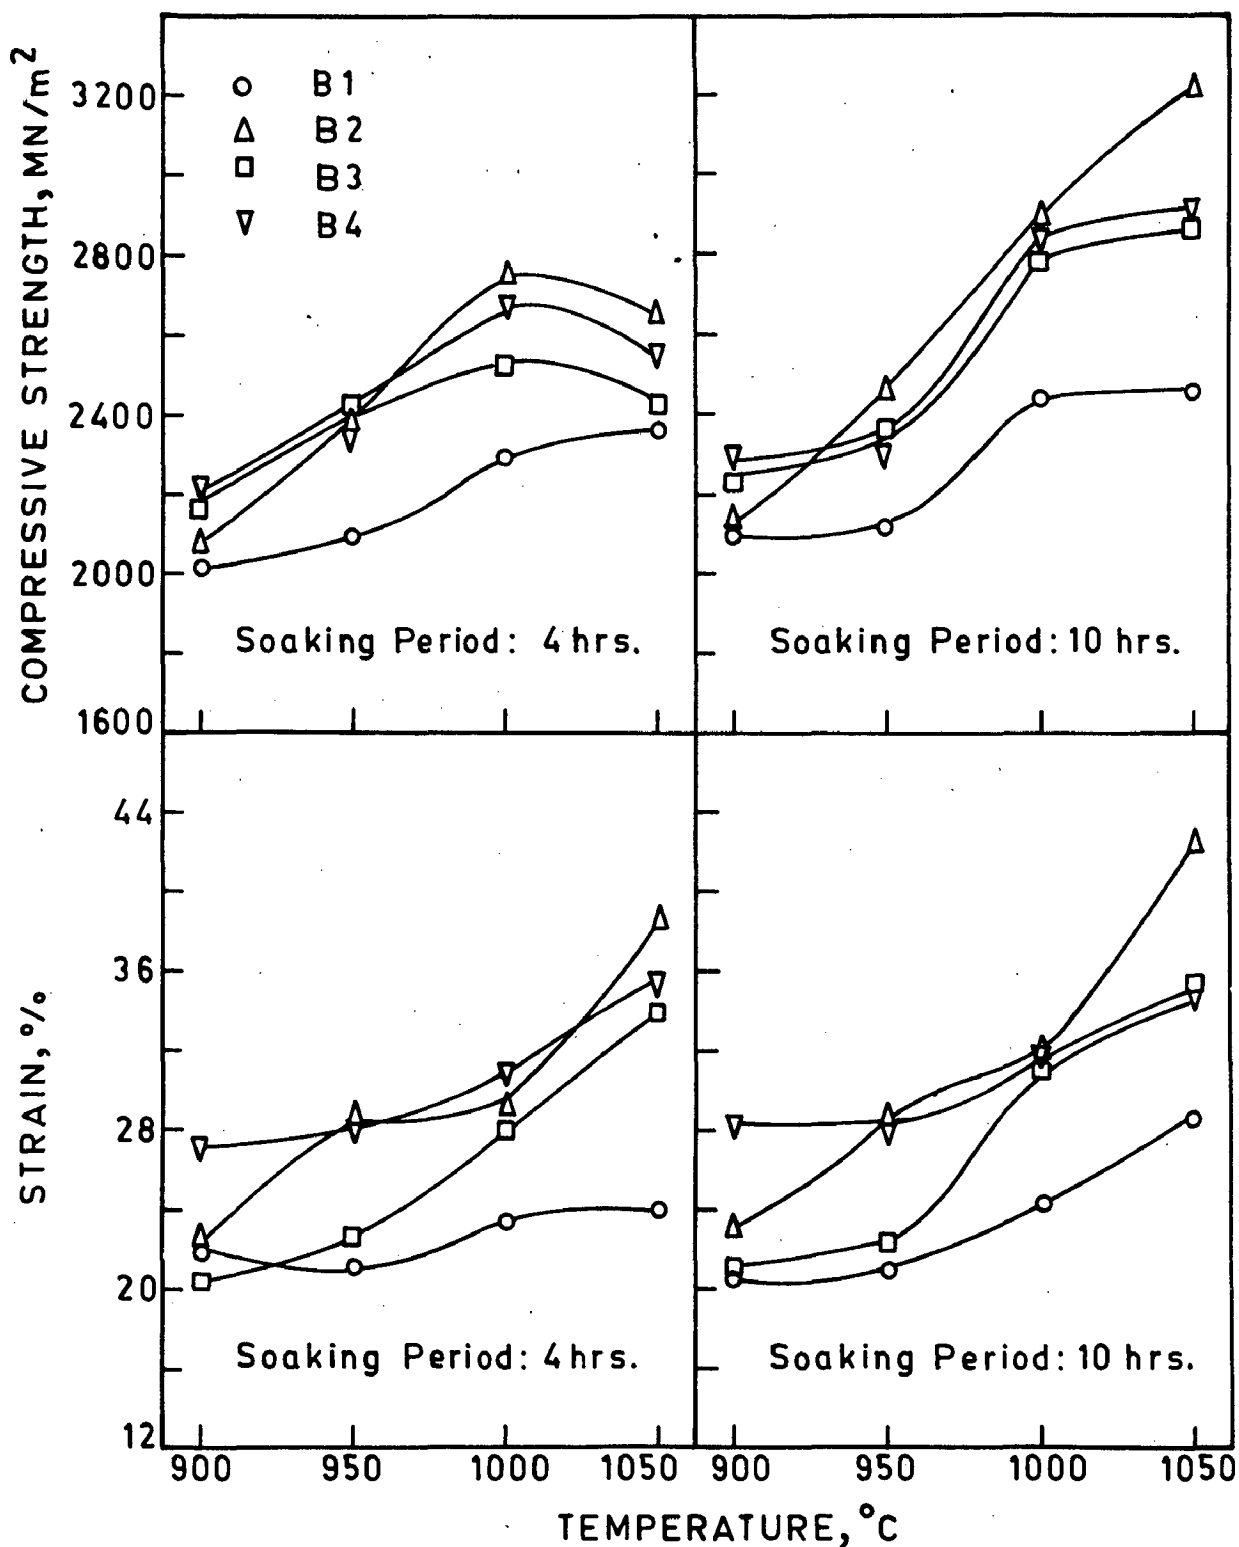 COMPRESSIVE STRENGTH, MN/m²
3200
2800
2400
2000
1600
B1
B2
B3
B4
Soaking Period: 4 hrs.
Soaking Period: 10 hrs.
STRAIN, %
44
36
28
20
12
Soaking Period: 4 hrs.
Soaking Period: 10 hrs.
900 950 1000 1050 900 950 1000 1050
TEMPERATURE, °C